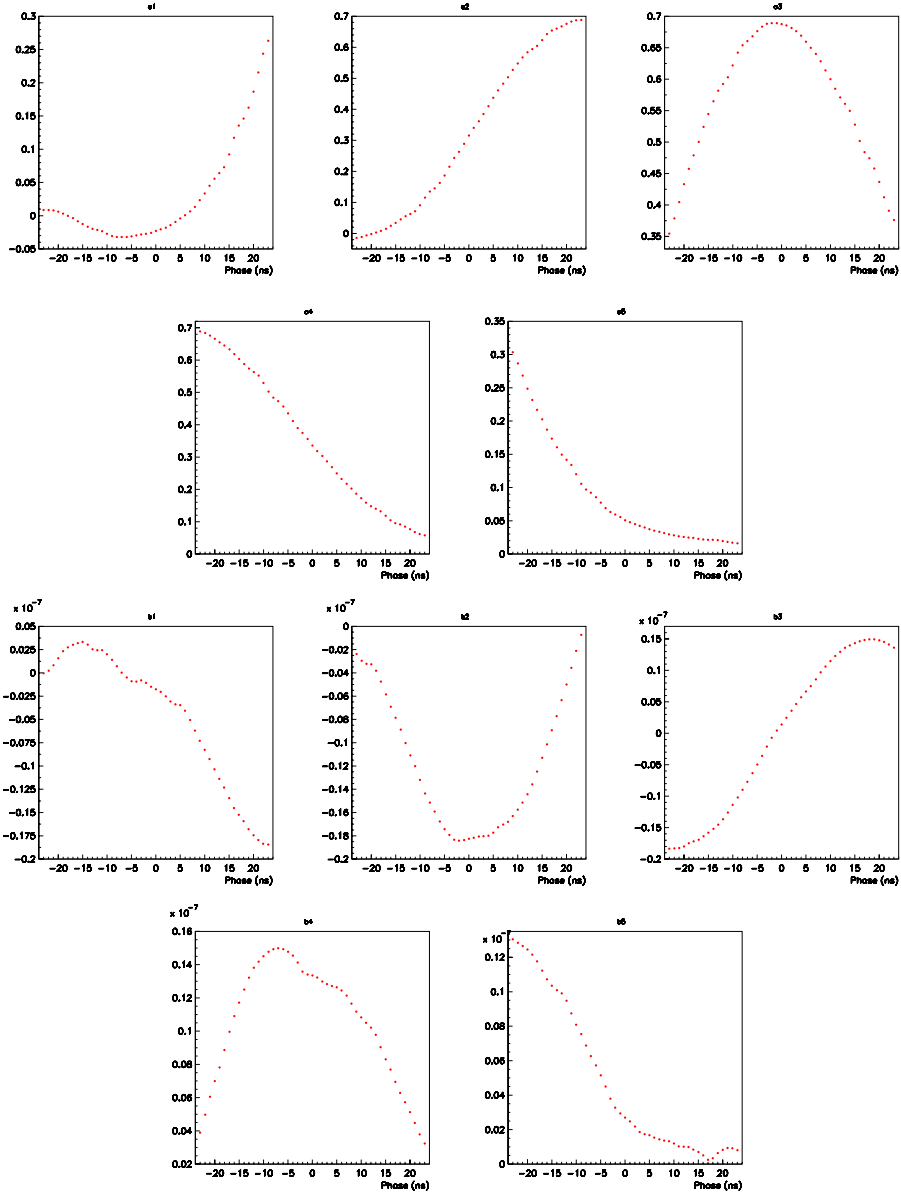 a1
0.3
0.25
0.2
0.15
0.1
0.05
0
−0.05
−20 −15 −10 −5 0 5 10 15 20
Phase (ns)
a2
0.7
0.6
0.5
0.4
0.3
0.2
0.1
0
−20 −15 −10 −5 0 5 10 15 20
Phase (ns)
a3
0.7
0.65
0.6
0.55
0.5
0.45
0.4
0.35
−20 −15 −10 −5 0 5 10 15 20
Phase (ns)
a4
0.7
0.6
0.5
0.4
0.3
0.2
0.1
0
−20 −15 −10 −5 0 5 10 15 20
Phase (ns)
a5
0.35
0.3
0.25
0.2
0.15
0.1
0.05
0
−20 −15 −10 −5 0 5 10 15 20
Phase (ns)
x 10⁻⁷
b1
0.05
0.025
0
−0.025
−0.05
−0.075
−0.1
−0.125
−0.15
−0.175
−0.2
−20 −15 −10 −5 0 5 10 15 20
Phase (ns)
x 10⁻⁷
b2
0
−0.02
−0.04
−0.06
−0.08
−0.1
−0.12
−0.14
−0.16
−0.18
−0.2
−20 −15 −10 −5 0 5 10 15 20
Phase (ns)
x 10⁻⁷
b3
0.15
0.1
0.05
0
−0.05
−0.1
−0.15
−0.2
−20 −15 −10 −5 0 5 10 15 20
Phase (ns)
x 10⁻⁷
b4
0.16
0.14
0.12
0.1
0.08
0.06
0.04
0.02
−20 −15 −10 −5 0 5 10 15 20
Phase (ns)
b5
x 10⁻⁷
0.12
0.1
0.08
0.06
0.04
0.02
0
−20 −15 −10 −5 0 5 10 15 20
Phase (ns)